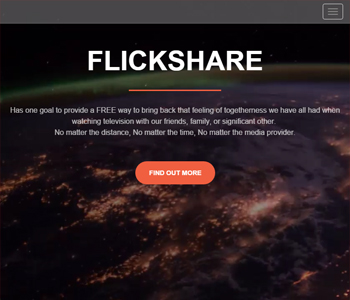 FLICKSHARE
Has one goal to provide a FREE way to bring back that feeling of togetherness we have all had when
watching television with our friends, family, or significant other.
No matter the distance, No matter the time, No matter the media provider.
FIND OUT MORE